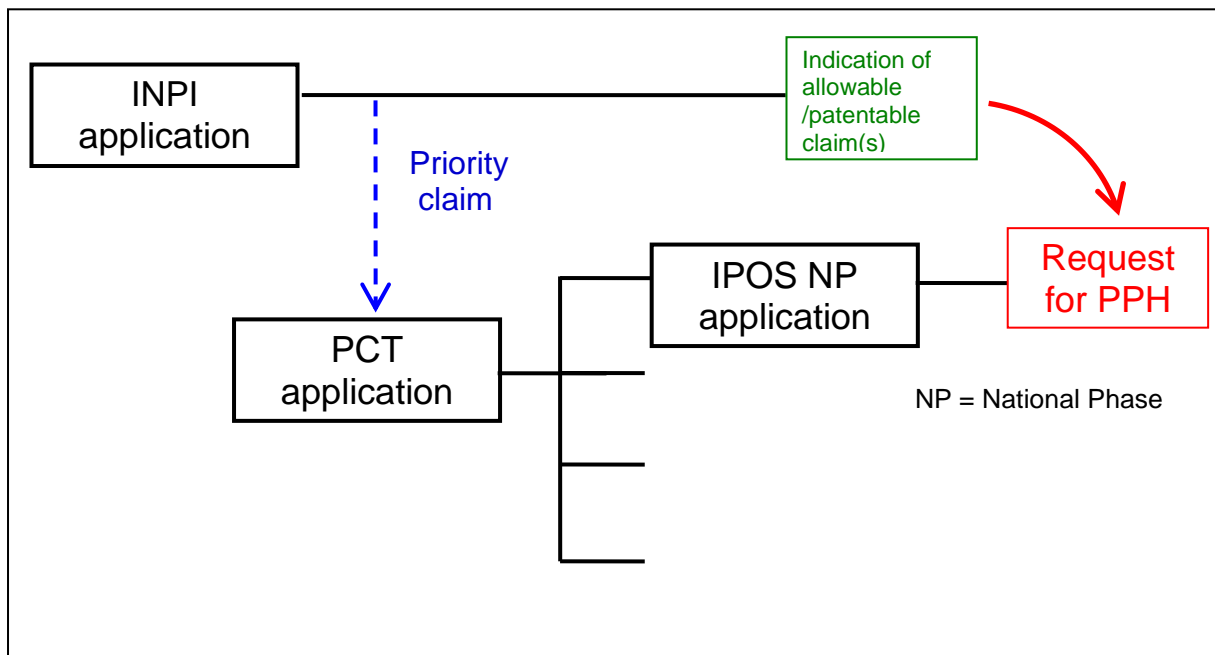 INPI
application
Indication of
allowable
/patentable
claim(s)
Priority
claim
IPOS NP
application
Request
for PPH
PCT
application
NP = National Phase